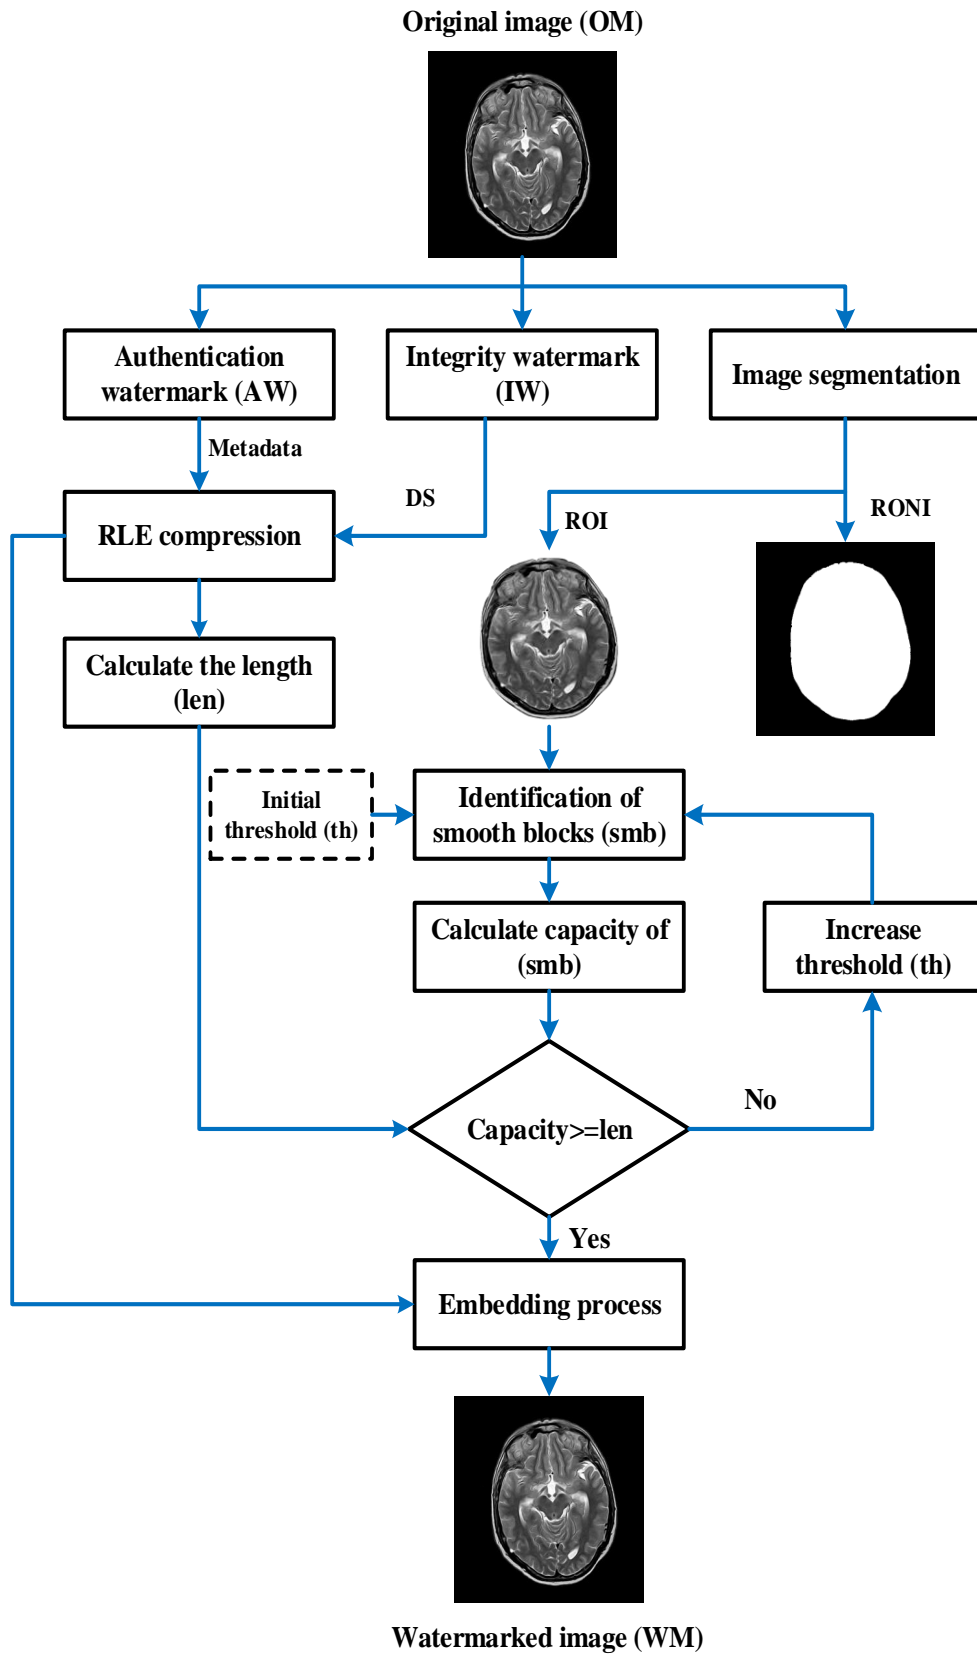 Original image (OM)
Authentication
watermark (AW)
Integrity watermark
(IW)
Image segmentation
Metadata
DS
RLE compression
ROI
RONI
Calculate the length
(len)
Initial
threshold (th)
Identification of
smooth blocks (smb)
Calculate capacity of
(smb)
Increase
threshold (th)
Capacity>=len
No
Yes
Embedding process
Watermarked image (WM)